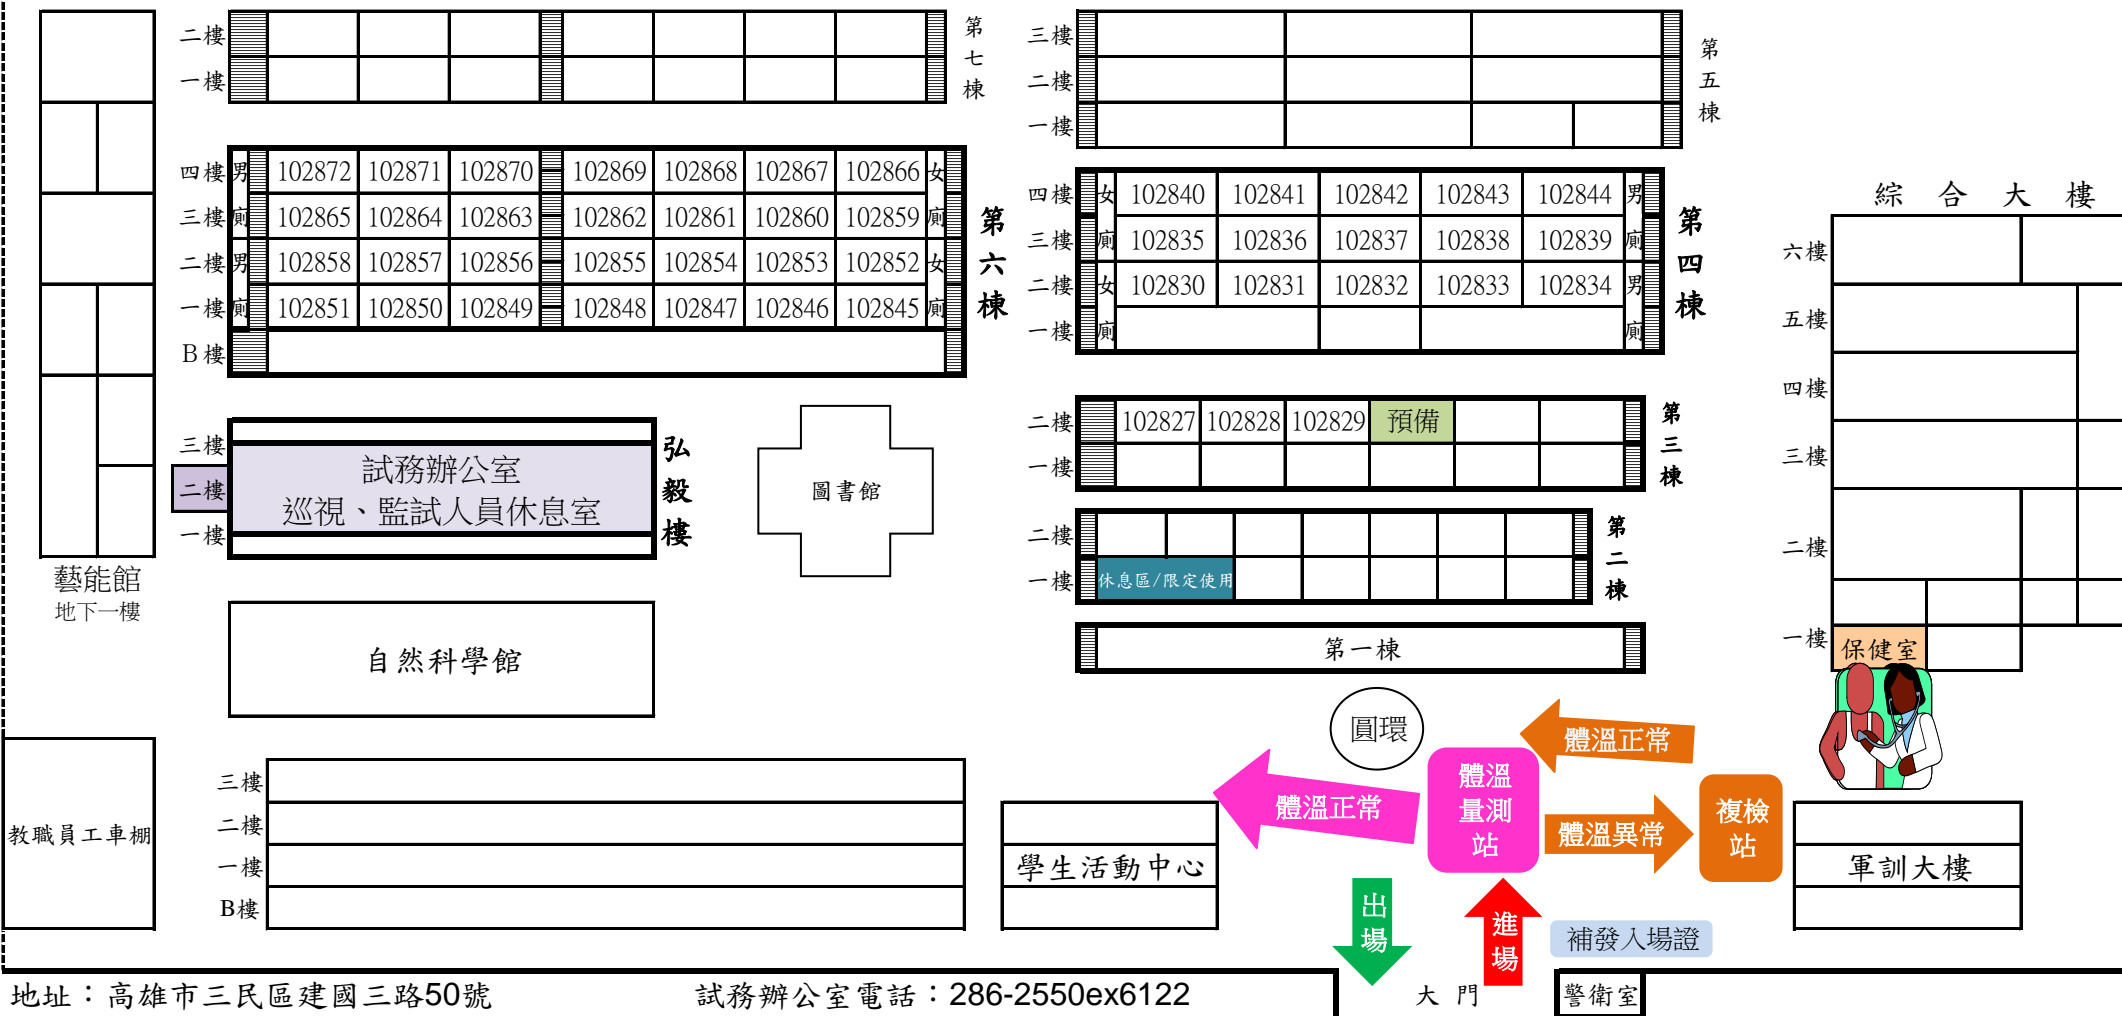 二樓
一樓
第七棟
三樓
二樓
一樓
第五棟
四樓 男 102872 102871 102870 102869 102868 102867 102866 女
三樓 廁 102865 102864 102863 102862 102861 102860 102859 廁
二樓 男 102858 102857 102856 102855 102854 102853 102852 女
一樓 廁 102851 102850 102849 102848 102847 102846 102845 廁
B樓
第六棟
四樓 女 102840 102841 102842 102843 102844 男
三樓 廁 102835 102836 102837 102838 102839 廁
二樓 女 102830 102831 102832 102833 102834 男
一樓 廁 廁
第四棟
綜合大樓
六樓
五樓
四樓
三樓
二樓
一樓
保健室
三樓
二樓
一樓
試務辦公室
巡視、監試人員休息室
弘毅樓
圖書館
二樓 102827 102828 102829 預備
一樓
第三棟
二樓
一樓 休息區/限定使用
第二棟
藝能館
地下一樓
自然科學館
第一棟
圓環
體溫正常
體溫量測站
體溫正常
體溫異常
複檢站
教職員工車棚
三樓
二樓
一樓
B樓
學生活動中心
軍訓大樓
出場
進場
補發入場證
地址：高雄市三民區建國三路50號
試務辦公室電話：286-2550ex6122
大門
警衛室